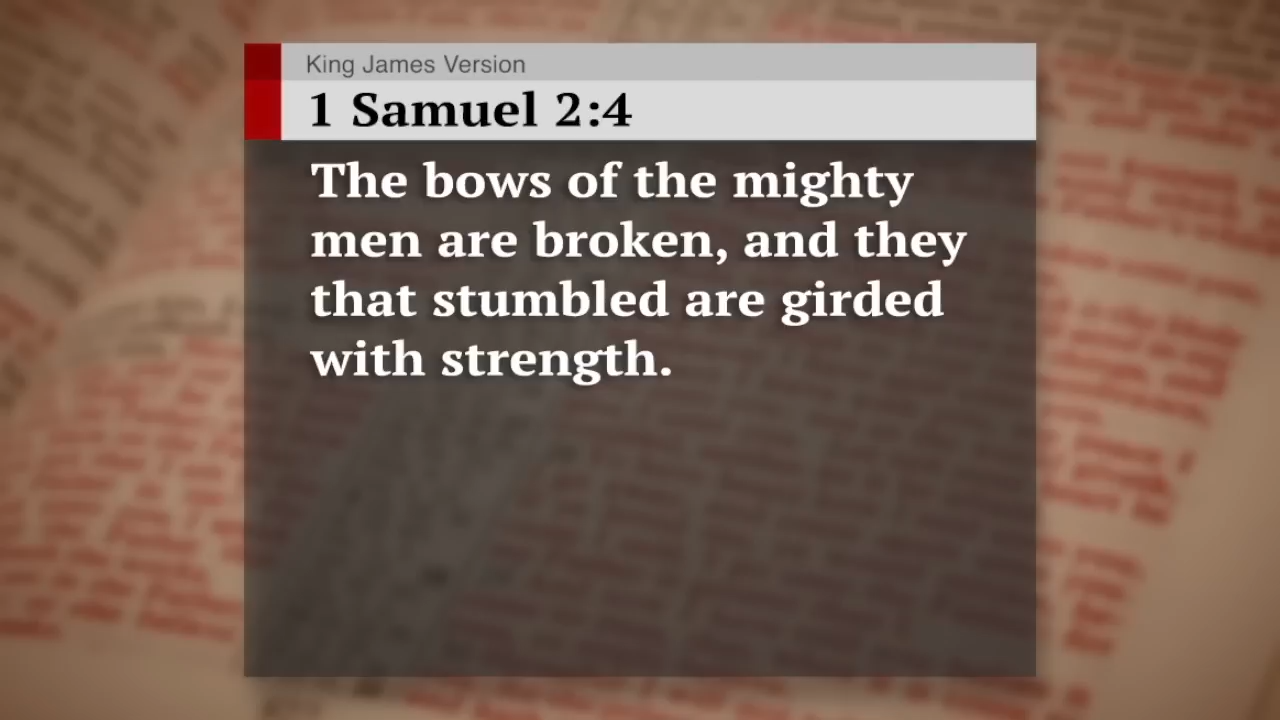 King James Version
1 Samuel 2:4
The bows of the mighty
men are broken, and they
that stumbled are girded
with strength.